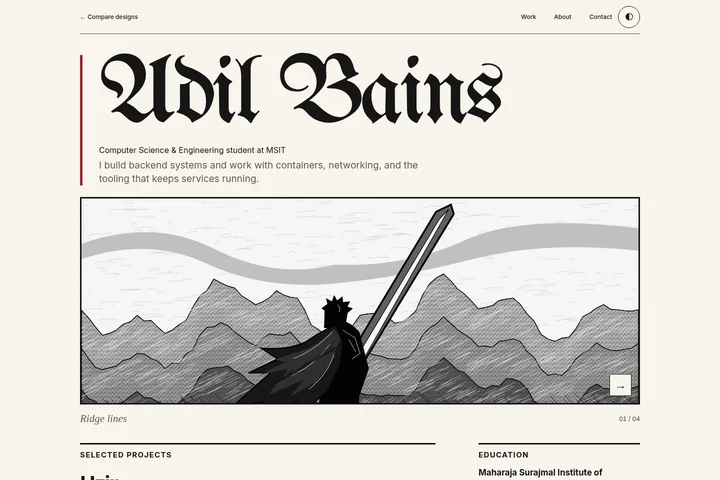 ← Compare designs
Work About Contact
Adil Bains
Computer Science & Engineering student at MSIT
I build backend systems and work with containers, networking, and the
tooling that keeps services running.
→
Ridge lines
01 / 04
SELECTED PROJECTS
EDUCATION
Maharaja Surajmal Institute of